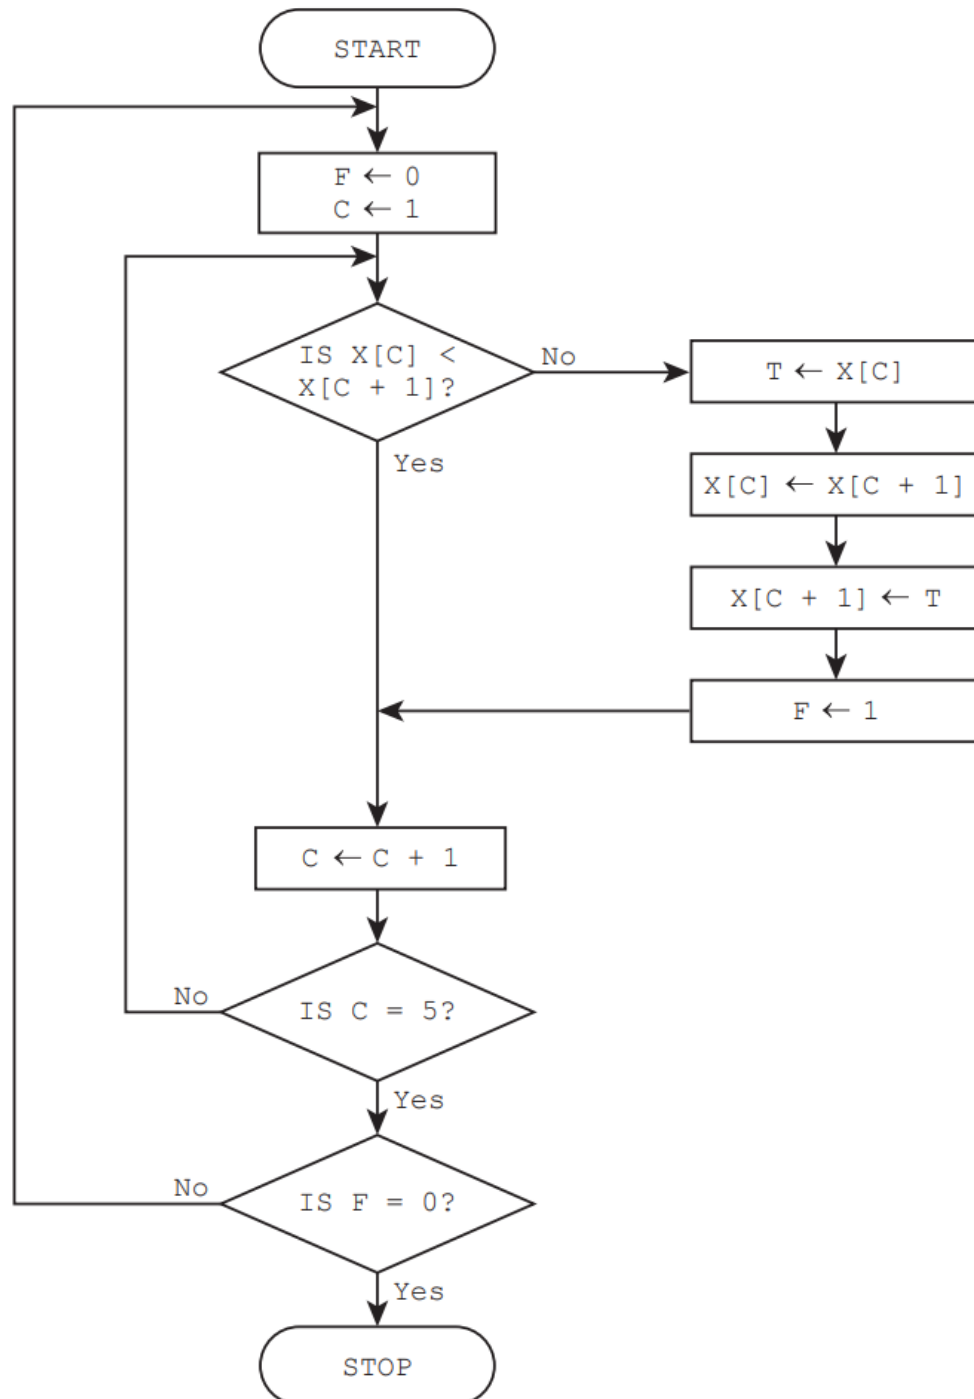 START
F ← 0
C ← 1
IS X[C] <
X[C + 1]?
No
T ← X[C]
Yes
X[C] ← X[C + 1]
X[C + 1] ← T
F ← 1
C ← C + 1
No
IS C = 5?
Yes
No
IS F = 0?
Yes
STOP